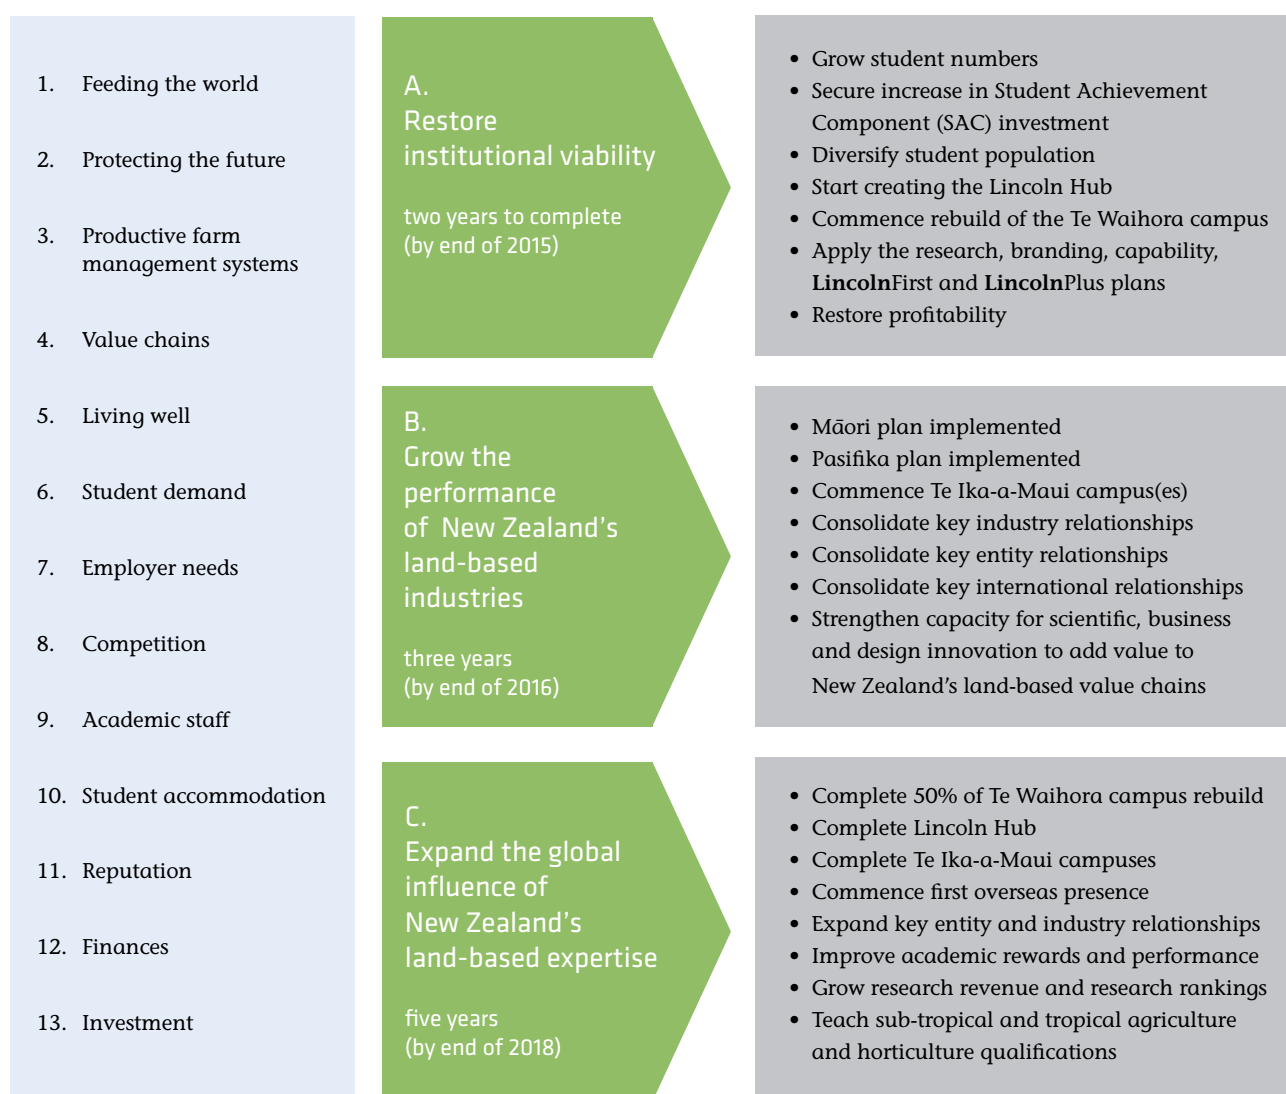 1. Feeding the world
2. Protecting the future
3. Productive farm
management systems
4. Value chains
5. Living well
6. Student demand
7. Employer needs
8. Competition
9. Academic staff
10. Student accommodation
11. Reputation
12. Finances
13. Investment
A.
Restore
institutional viability
two years to complete
(by end of 2015)
• Grow student numbers
• Secure increase in Student Achievement
Component (SAC) investment
• Diversify student population
• Start creating the Lincoln Hub
• Commence rebuild of the Te Waihora campus
• Apply the research, branding, capability,
LincolnFirst and LincolnPlus plans
• Restore profitability
B.
Grow the
performance
of New Zealand's
land-based
industries
three years
(by end of 2016)
• Māori plan implemented
• Pasifika plan implemented
• Commence Te Ika-a-Maui campus(es)
• Consolidate key industry relationships
• Consolidate key entity relationships
• Consolidate key international relationships
• Strengthen capacity for scientific, business
and design innovation to add value to
New Zealand's land-based value chains
C.
Expand the global
influence of
New Zealand's
land-based expertise
five years
(by end of 2018)
• Complete 50% of Te Waihora campus rebuild
• Complete Lincoln Hub
• Complete Te Ika-a-Maui campuses
• Commence first overseas presence
• Expand key entity and industry relationships
• Improve academic rewards and performance
• Grow research revenue and research rankings
• Teach sub-tropical and tropical agriculture
and horticulture qualifications